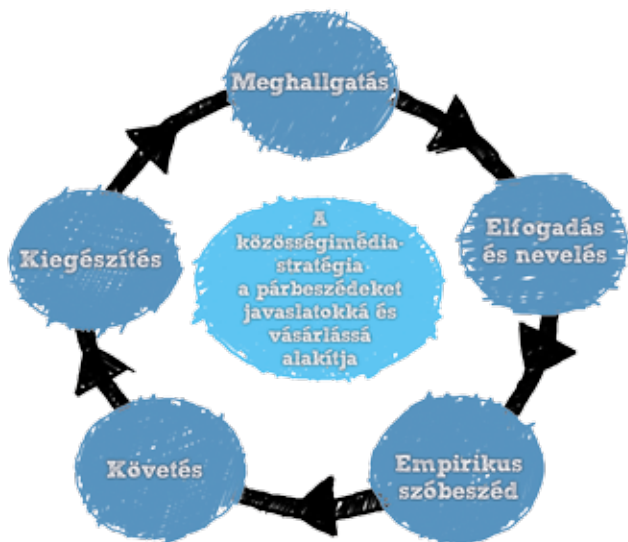 Meghallgatás
Elfogadás
és nevelés
Empirikus
szóbeszéd
Követés
Kiegészítés
A
közösségimédia-
stratégia
a párbeszédeket
javaslatokká és
vásárlássá
alakítja